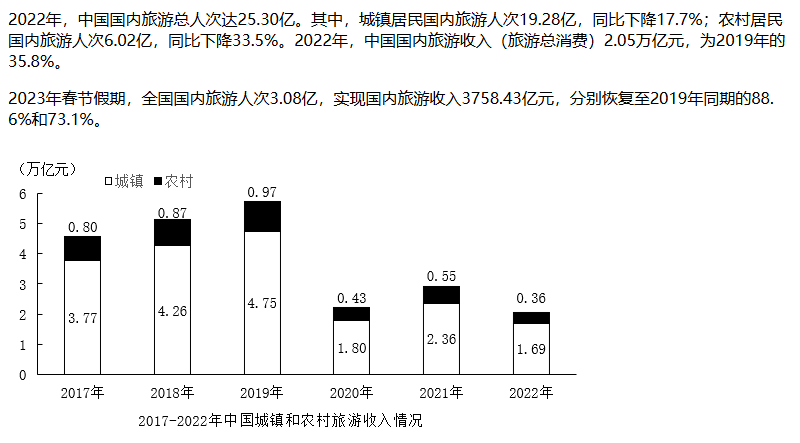 2022年，中国国内旅游总人次达25.30亿。其中，城镇居民国内旅游人次19.28亿，同比下降17.7%；农村居民
国内旅游人次6.02亿，同比下降33.5%。2022年，中国国内旅游收入（旅游总消费）2.05万亿元，为2019年的
35.8%。
2023年春节假期，全国国内旅游人次3.08亿，实现国内旅游收入3758.43亿元，分别恢复至2019年同期的88.
6%和73.1%。
（万亿元）
城镇 农村
6
5
4
3
2
1
0
0.80 0.87 0.97 0.43 0.55 0.36
3.77 4.26 4.75 1.80 2.36 1.69
2017年 2018年 2019年 2020年 2021年 2022年
2017-2022年中国城镇和农村旅游收入情况